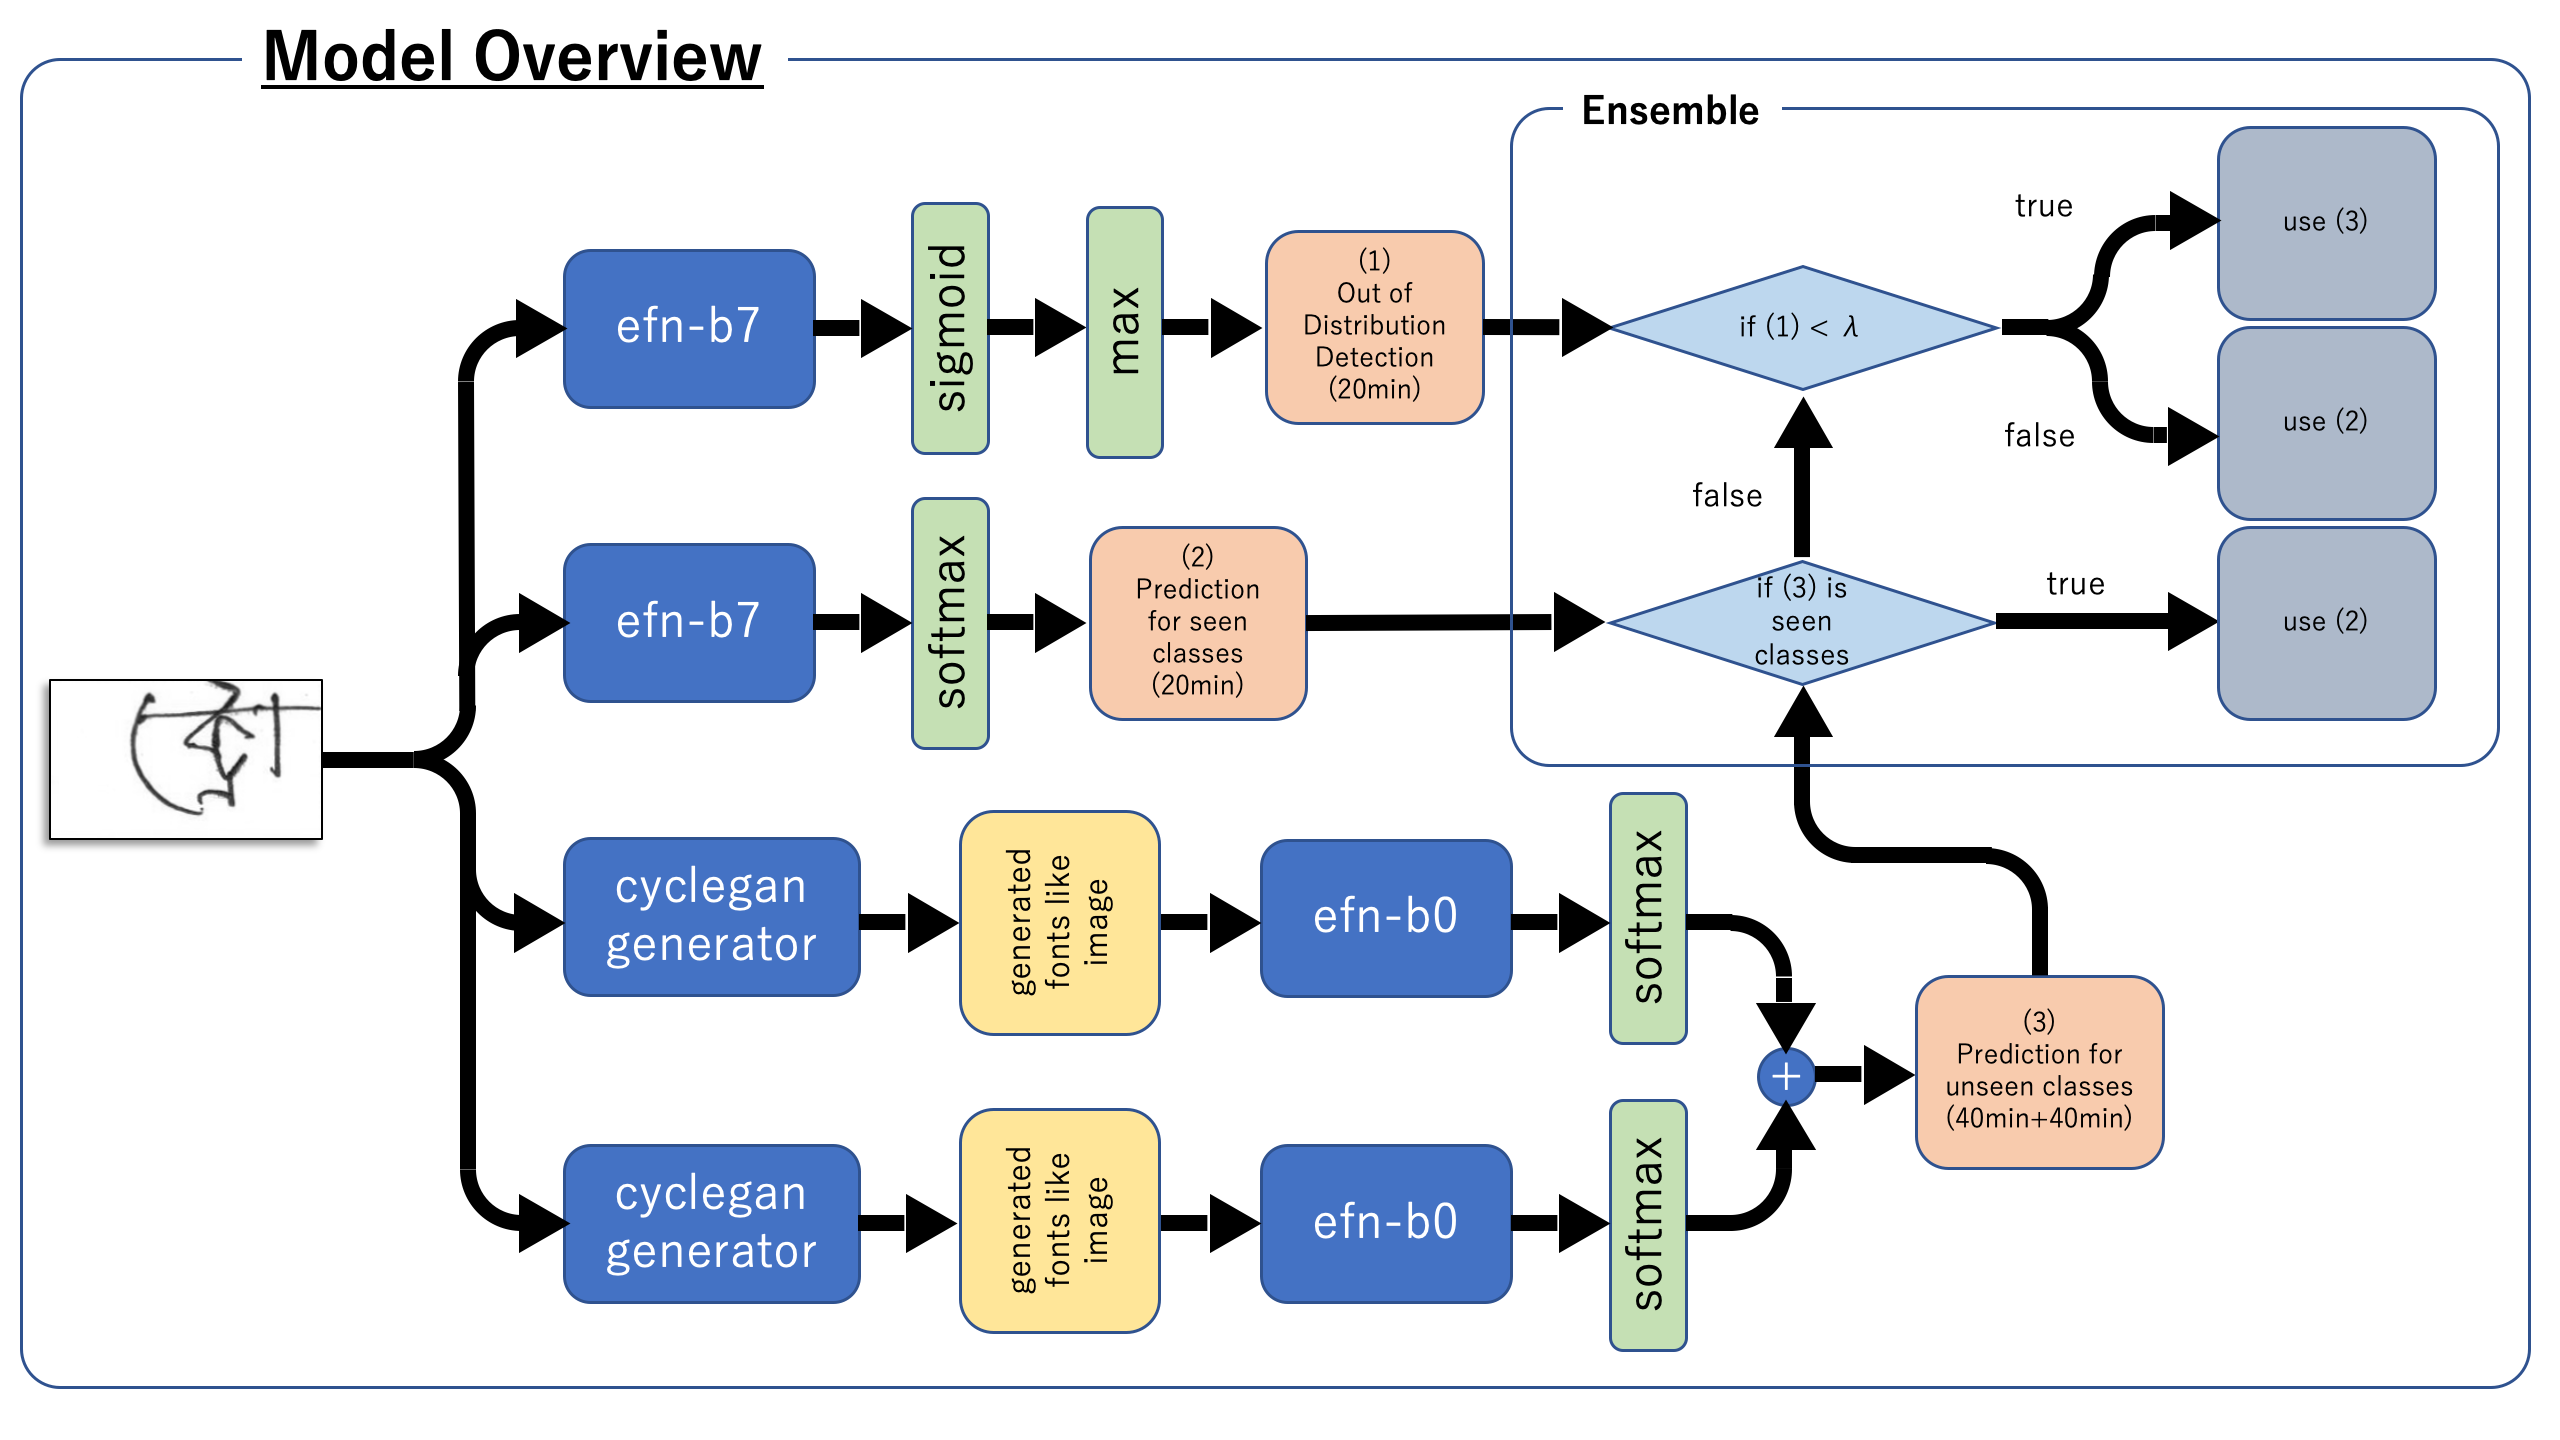 Model Overview
Ensemble
efn-b7
sigmoid
max
(1)
Out of
Distribution
Detection
(20min)
if (1) < λ
true
use (3)
false
use (2)
efn-b7
softmax
(2)
Prediction
for seen
classes
(20min)
false
if (3) is
seen
classes
true
use (2)
cyclegan
generator
generated
fonts like
image
efn-b0
softmax
+
(3)
Prediction for
unseen classes
(40min+40min)
cyclegan
generator
generated
fonts like
image
efn-b0
softmax